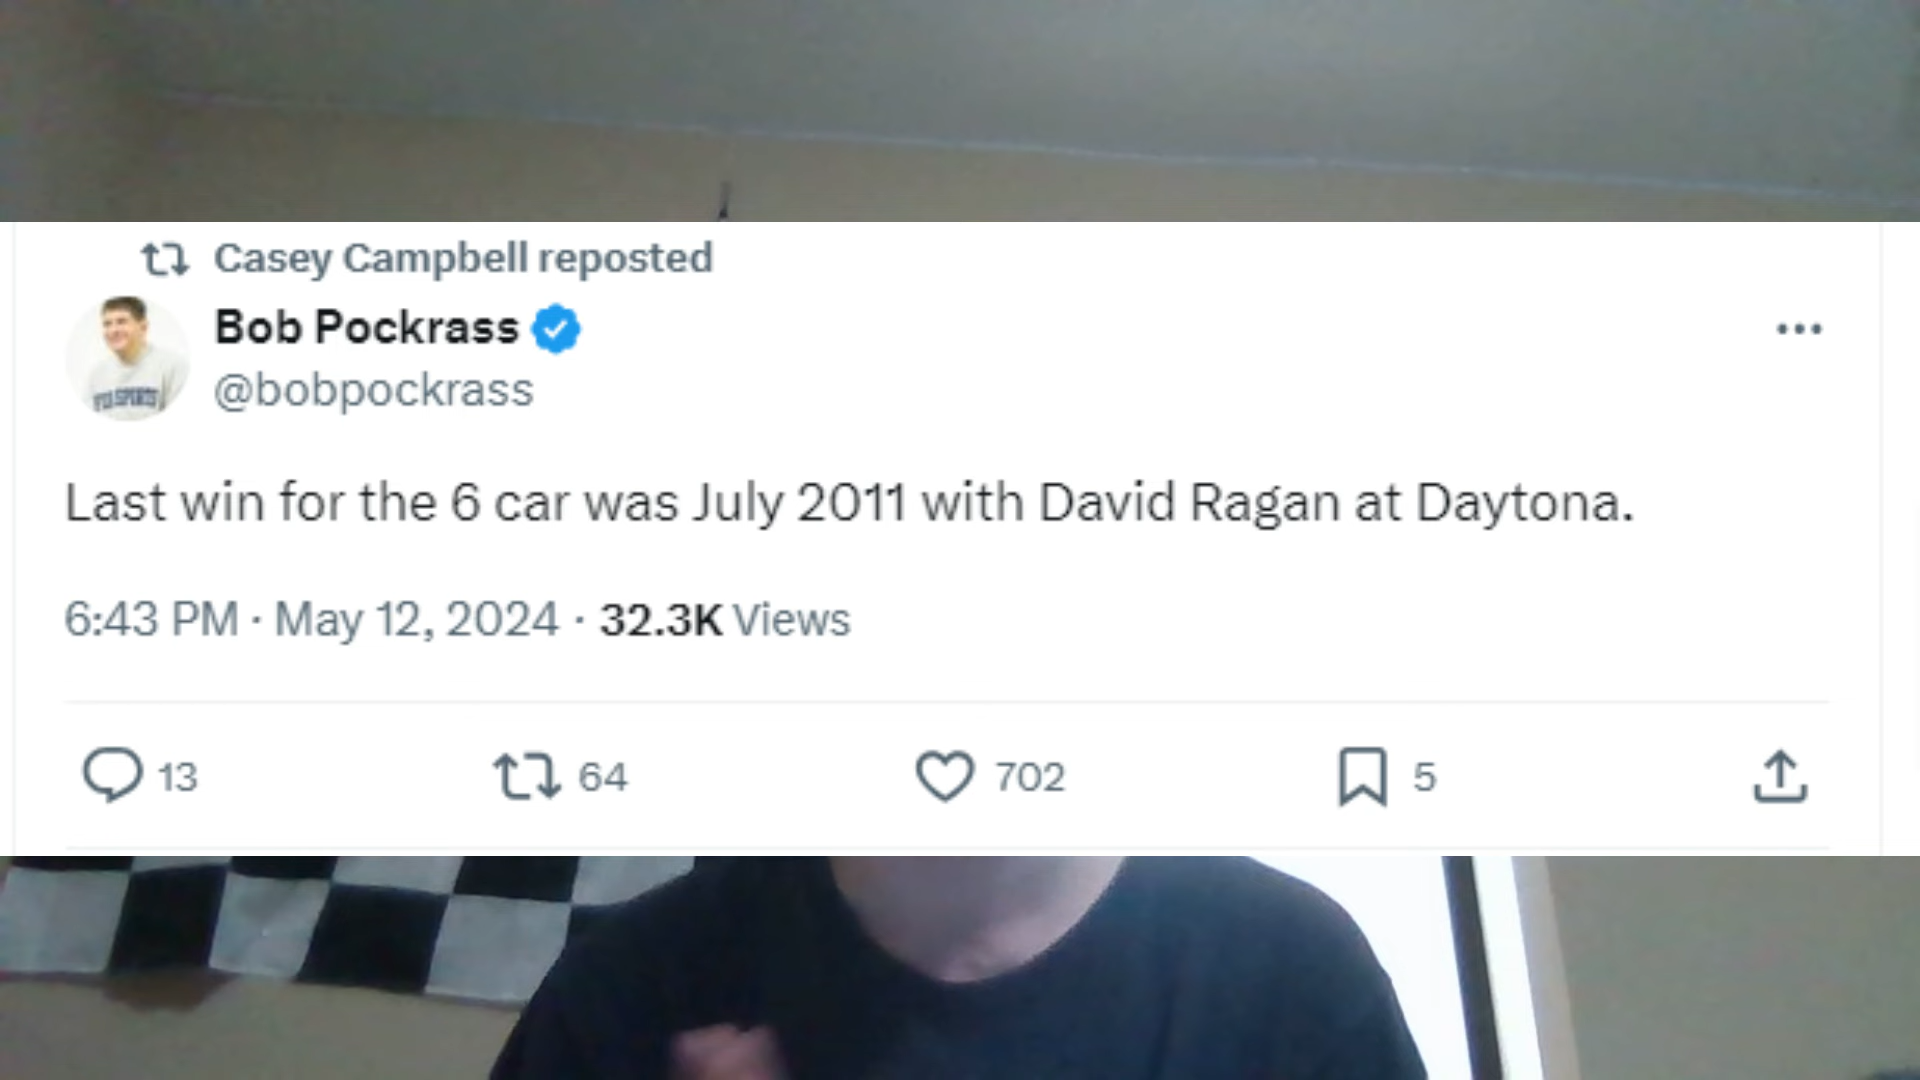 Casey Campbell reposted
Bob Pockrass
@bobpockrass
Last win for the 6 car was July 2011 with David Ragan at Daytona.
6:43 PM · May 12, 2024 · 32.3K Views
13 64 702 5